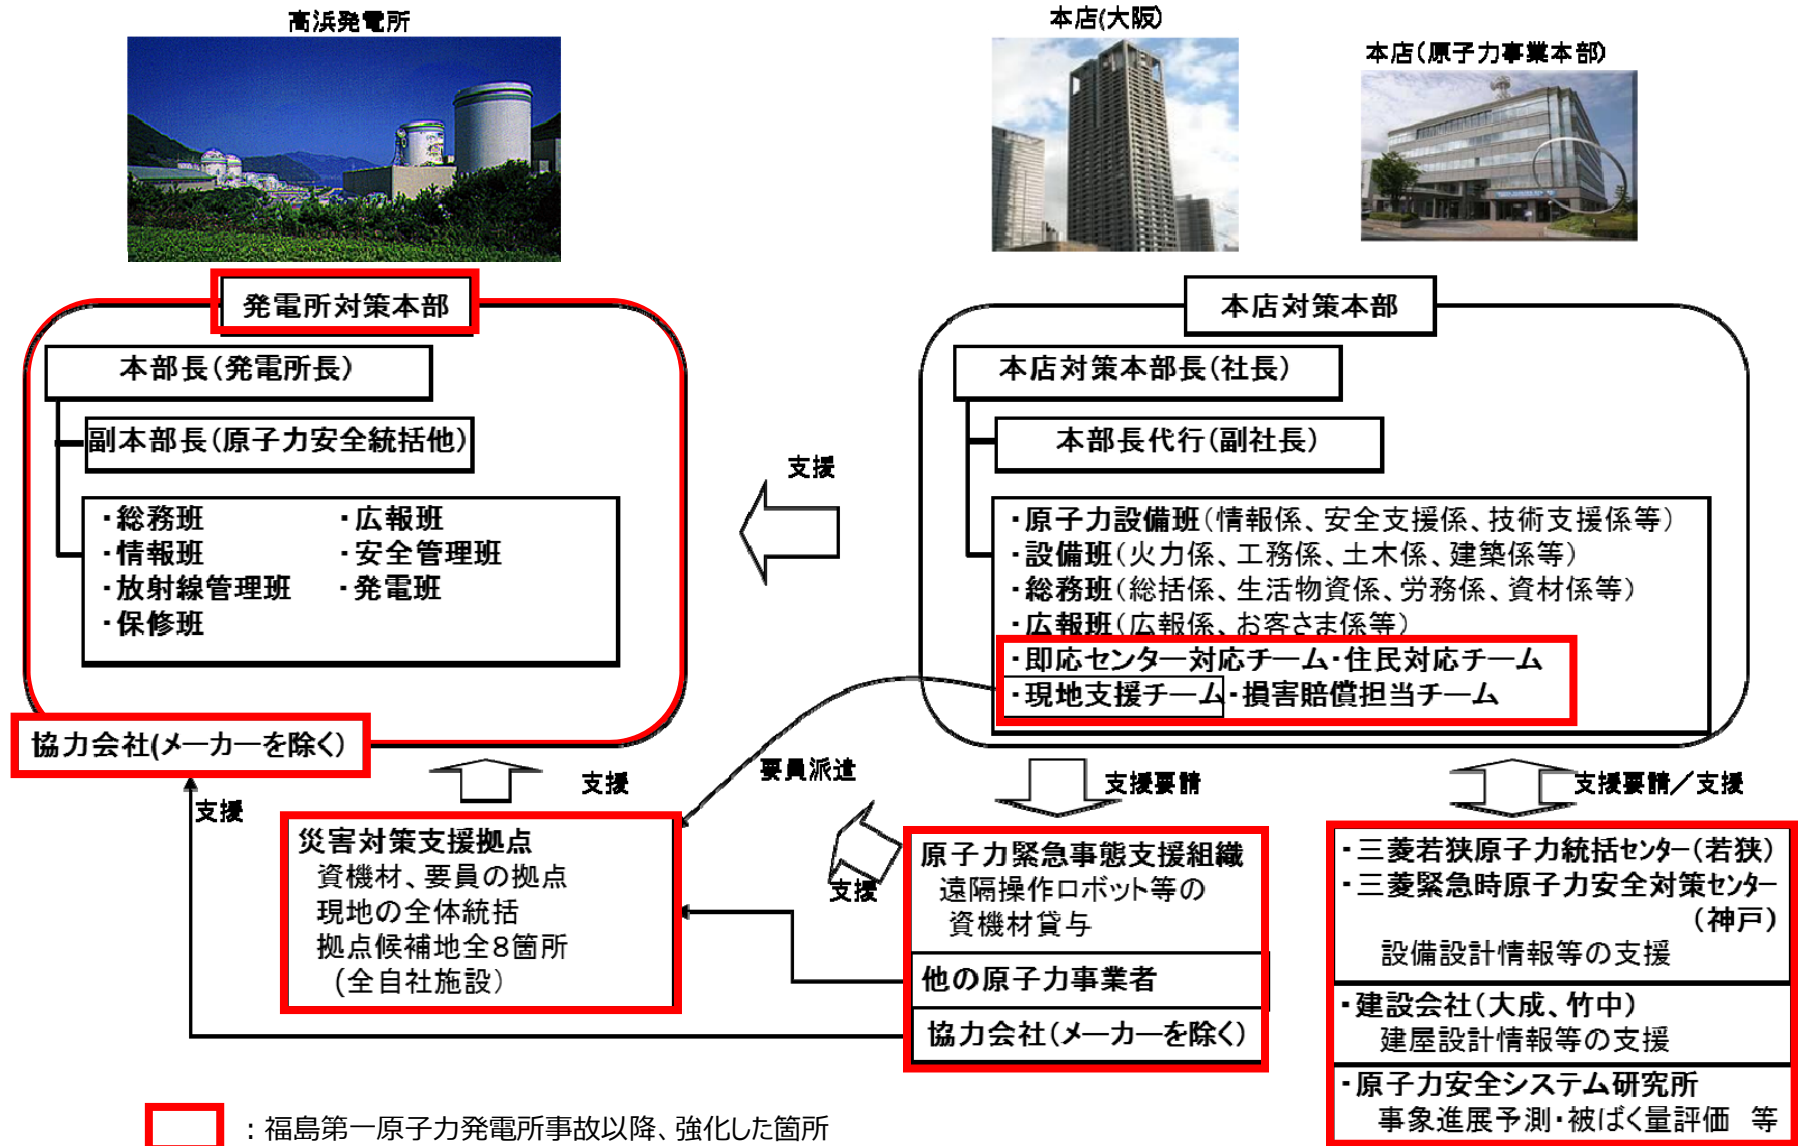 高浜発電所
本店(大阪)
本店(原子力事業本部)
発電所対策本部
本部長(発電所長)
副本部長(原子力安全統括他)
・総務班
・広報班
・情報班
・安全管理班
・放射線管理班
・発電班
・保修班
協力会社(メーカーを除く)
支援
本店対策本部
本店対策本部長(社長)
本部長代行(副社長)
・原子力設備班(情報係、安全支援係、技術支援係等)
・設備班(火力係、工務係、土木係、建築係等)
・総務班(総括係、生活物資係、労務係、資材係等)
・広報班(広報係、お客さま係等)
・即応センター対応チーム・住民対応チーム
・現地支援チーム・損害賠償担当チーム
支援
支援
要員派遣
支援要請
支援要請/支援
支援
災害対策支援拠点
資機材、要員の拠点
現地の全体統括
拠点候補地全8箇所
(全自社施設)
原子力緊急事態支援組織
遠隔操作ロボット等の
資機材貸与
他の原子力事業者
協力会社(メーカーを除く)
・三菱若狭原子力統括センター(若狭)
・三菱緊急時原子力安全対策センター
(神戸)
設備設計情報等の支援
・建設会社(大成、竹中)
建屋設計情報等の支援
・原子力安全システム研究所
事象進展予測・被ばく量評価 等
:福島第一原子力発電所事故以降、強化した箇所